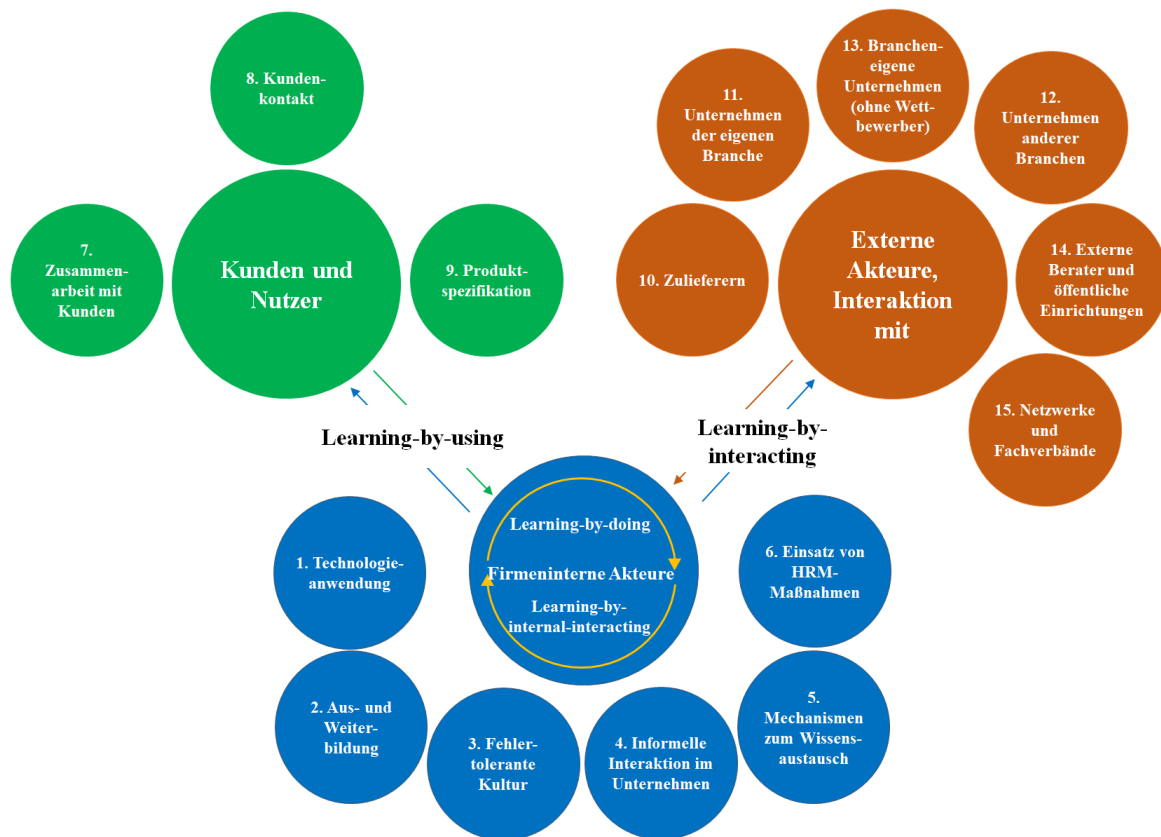 8. Kunden-
kontakt
7.
Zusammen-
arbeit mit
Kunden
Kunden und
Nutzer
9. Produkt-
spezifikation
10. Zulieferern
11.
Unternehmen
der eigenen
Branche
13. Branchen-
eigene
Unternehmen
(ohne Wett-
bewerber)
12.
Unternehmen
anderer
Branchen
Externe
Akteure,
Interaktion
mit
14. Externe
Berater und
öffentliche
Einrichtungen
15. Netzwerke
und
Fachverbände
Learning-by-using
Learning-by-
interacting
Learning-by-doing
Firmeninterne Akteure
Learning-by-
internal-interacting
1. Technologie-
anwendung
2. Aus- und
Weiter-
bildung
3. Fehler-
tolerante
Kultur
4. Informelle
Interaktion im
Unternehmen
5.
Mechanismen
zum Wissens-
austausch
6. Einsatz von
HRM-
Maßnahmen